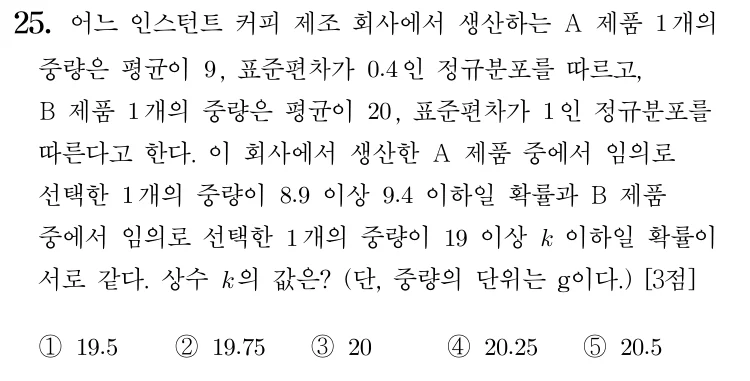 25. 어느 인스턴트 커피 제조 회사에서 생산하는 A 제품 1개의
중량은 평균이 9, 표준편차가 0.4인 정규분포를 따르고,
B 제품 1개의 중량은 평균이 20, 표준편차가 1인 정규분포를
따른다고 한다. 이 회사에서 생산한 A 제품 중에서 임의로
선택한 1개의 중량이 8.9 이상 9.4 이하일 확률과 B 제품
중에서 임의로 선택한 1개의 중량이 19 이상 k 이하일 확률이
서로 같다. 상수 k의 값은? (단, 중량의 단위는 g이다.) [3점]
① 19.5 ② 19.75 ③ 20 ④ 20.25 ⑤ 20.5